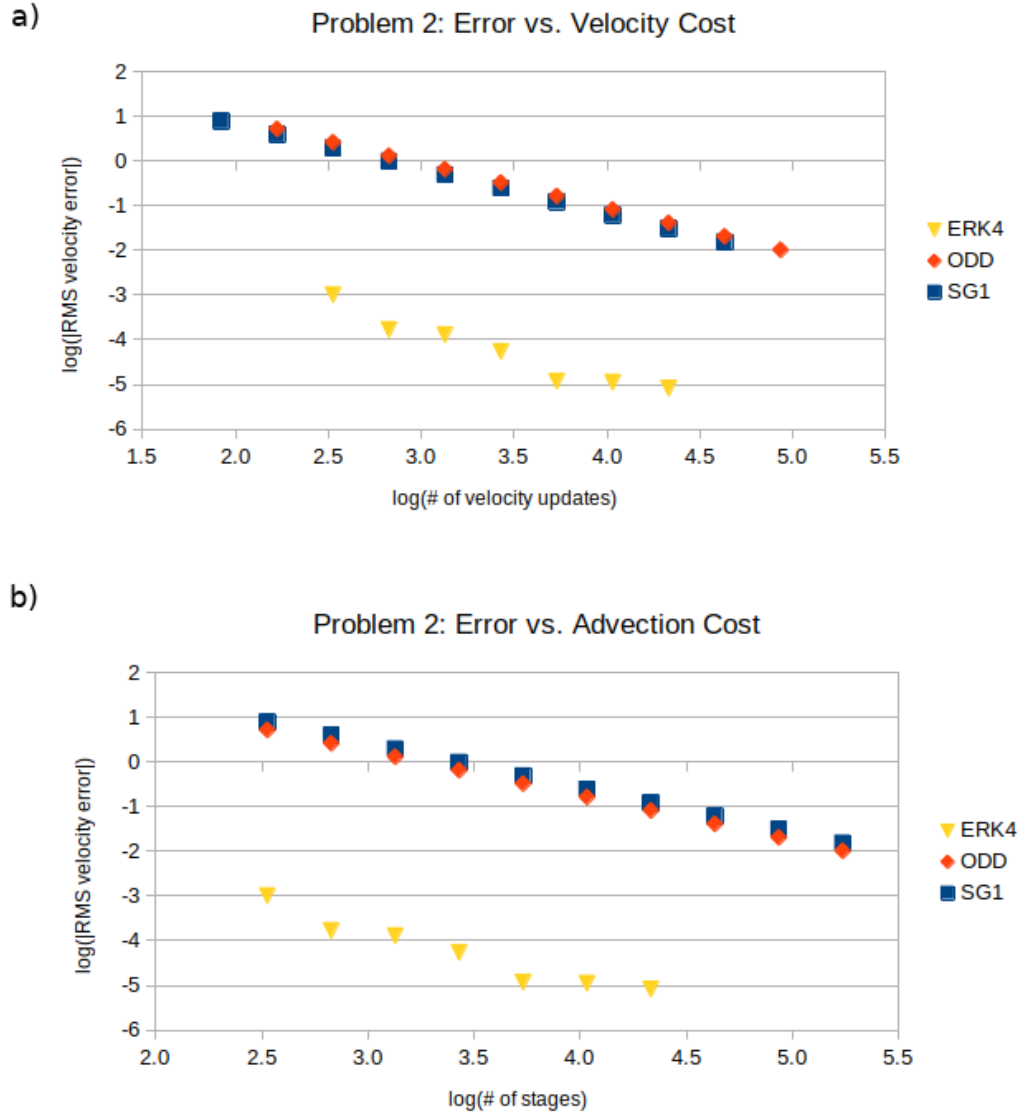 a)
Problem 2: Error vs. Velocity Cost
2
1
0
-1
-2
-3
-4
-5
-6
1.5 2.0 2.5 3.0 3.5 4.0 4.5 5.0 5.5
log(|RMS velocity error|)
log(# of velocity updates)
ERK4
ODD
SG1
b)
Problem 2: Error vs. Advection Cost
2
1
0
-1
-2
-3
-4
-5
-6
2.0 2.5 3.0 3.5 4.0 4.5 5.0 5.5
log(|RMS velocity error|)
log(# of stages)
ERK4
ODD
SG1